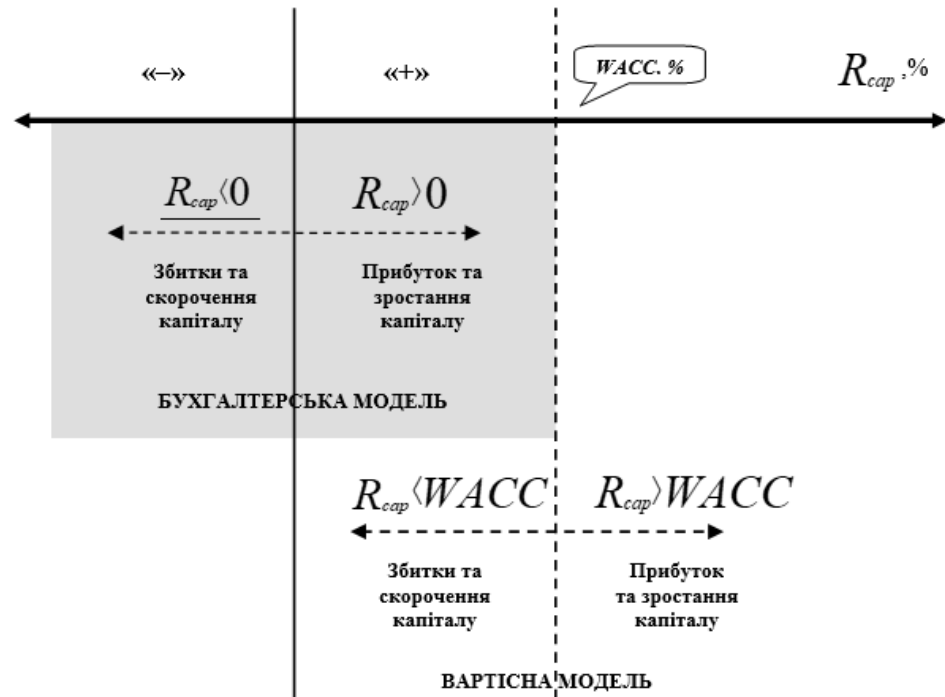 «–»
«+»
WACC. %
R_cap ,%
R_cap〈0
R_cap〉0
Збитки та
скорочення
капіталу
Прибуток та
зростання
капіталу
БУХГАЛТЕРСЬКА МОДЕЛЬ
R_cap〈WACC
R_cap〉WACC
Збитки та
скорочення
капіталу
Прибуток
та зростання
капіталу
ВАРТІСНА МОДЕЛЬ